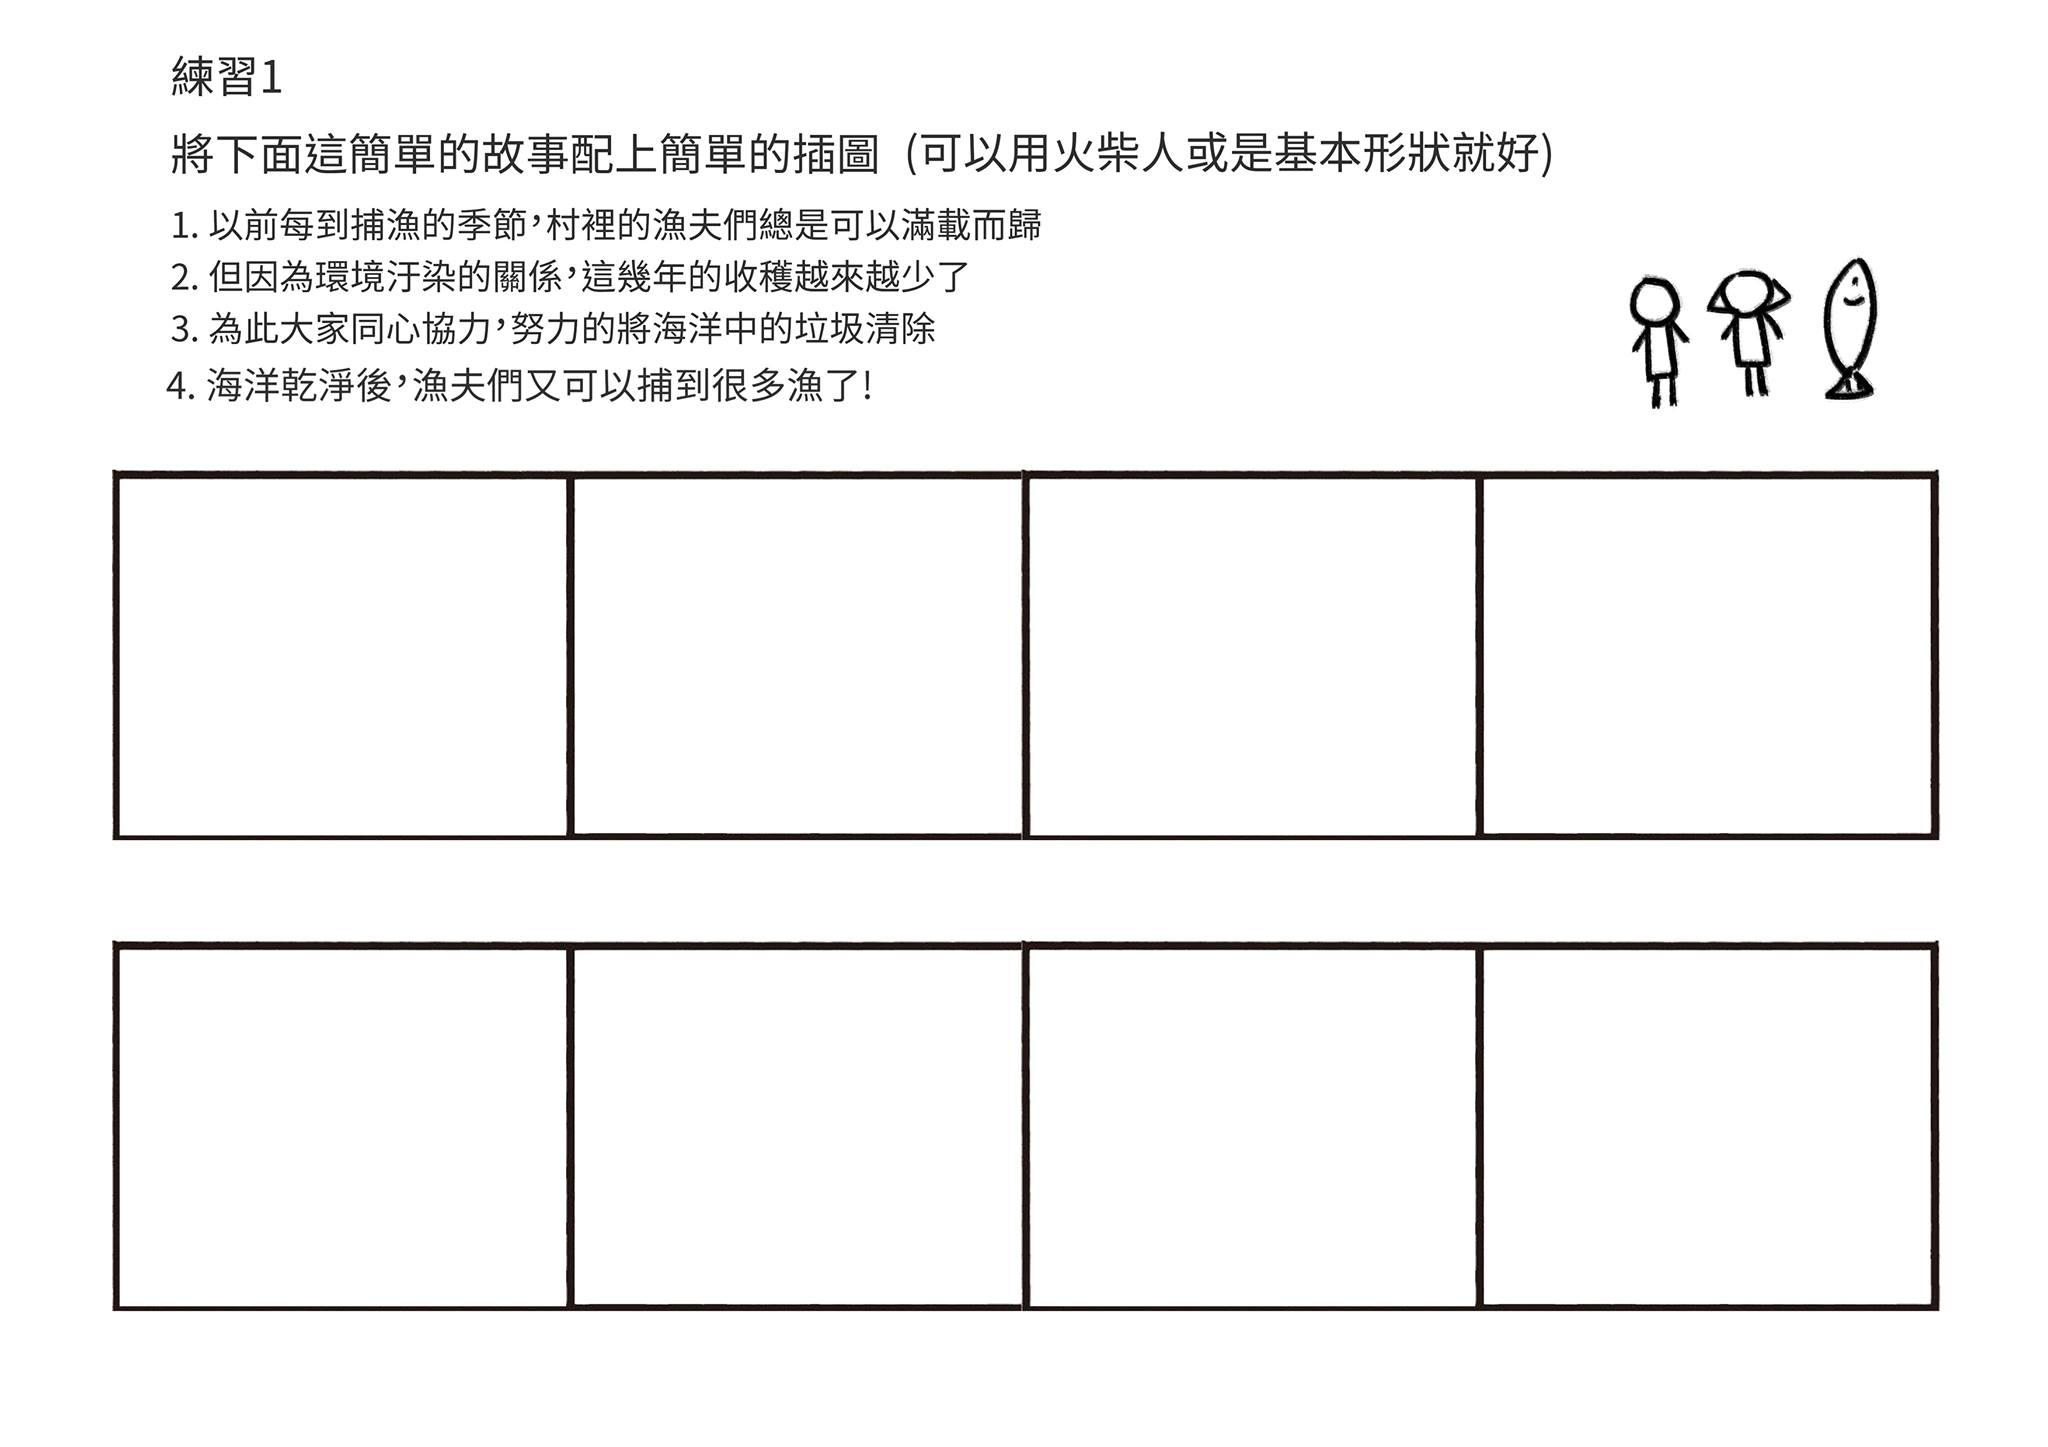 練習1
將下面這簡單的故事配上簡單的插圖 (可以用火柴人或是基本形狀就好)
1. 以前每到捕漁的季節，村裡的漁夫們總是可以滿載而歸
2. 但因為環境汙染的關係，這幾年的收穫越來越少了
3. 為此大家同心協力，努力的將海洋中的垃圾清除
4. 海洋乾淨後，漁夫們又可以捕到很多漁了!